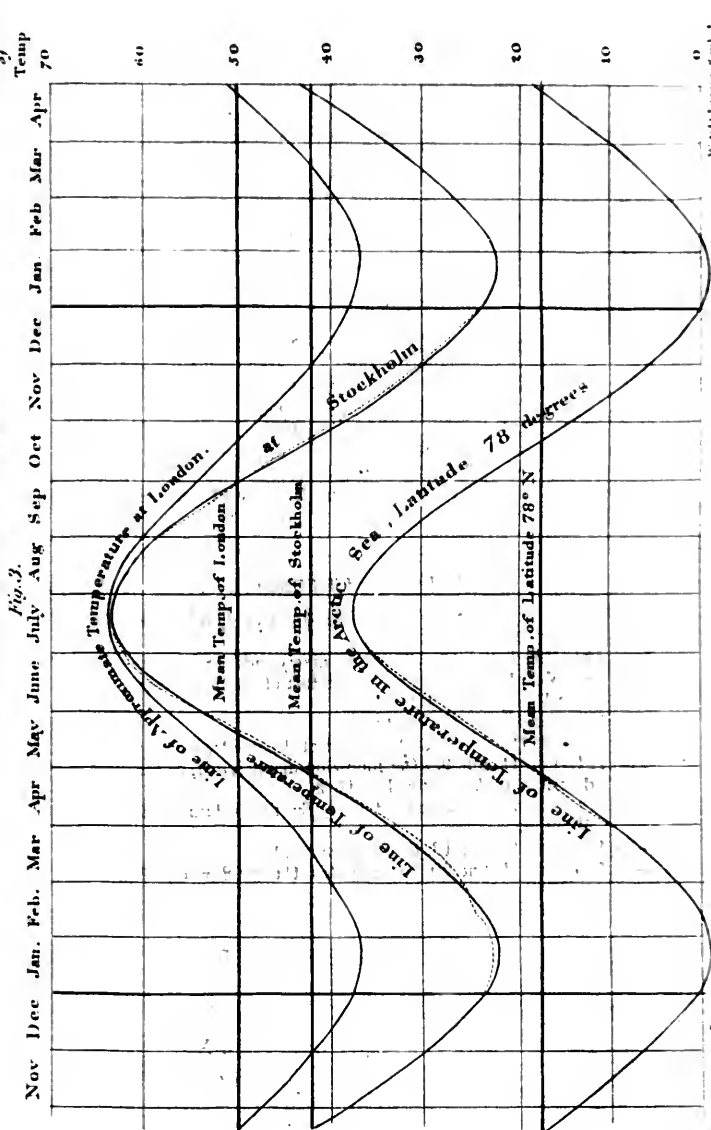 Fig. 3.
Nov Dec Jan. Feb. Mar Apr May June July Aug Sep Oct Nov Dec Jan Feb Mar Apr
of
Temp
70
60
50
40
30
20
10
0
Line of Approximate Temperature at London.
Mean Temp. of London
Line of Temperature at Stockholm
Mean Temp. of Stockholm
Line of Temperature in the Arctic Sea, Latitude 78 degrees
Mean Temp. of Latitude 78° N